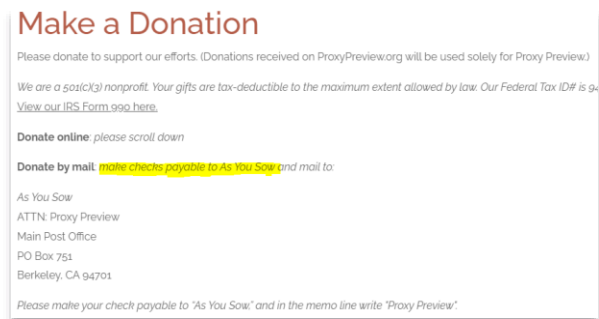 Make a Donation
Please donate to support our efforts. (Donations received on ProxyPreview.org will be used solely for Proxy Preview.)
We are a 501(c)(3) nonprofit. Your gifts are tax-deductible to the maximum extent allowed by law. Our Federal Tax ID# is 94
View our IRS Form 990 here.
Donate online: please scroll down
Donate by mail: make checks payable to As You Sow and mail to:
As You Sow
ATTN: Proxy Preview
Main Post Office
PO Box 751
Berkeley, CA 94701
Please make your check payable to "As You Sow," and in the memo line write "Proxy Preview".